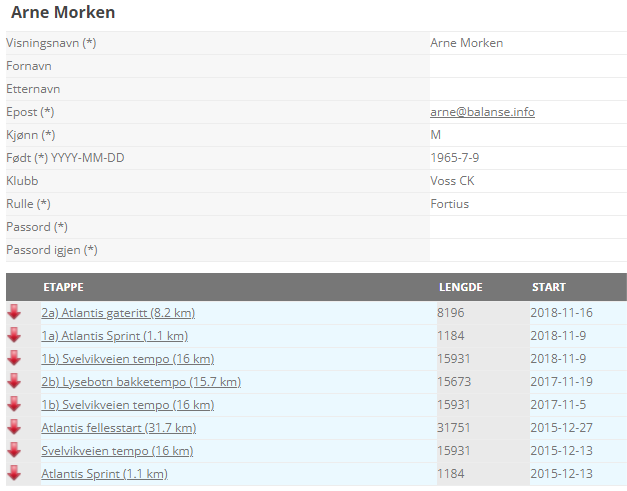 Arne Morken
Visningsnavn (*) Arne Morken
Fornavn
Etternavn
Epost (*) arne@balanse.info
Kjønn (*) M
Født (*) YYYY-MM-DD 1965-7-9
Klubb Voss CK
Rulle (*) Fortius
Passord (*)
Passord igjen (*)
ETAPPE LENGDE START
2a) Atlantis gateritt (8.2 km) 8196 2018-11-16
1a) Atlantis Sprint (1.1 km) 1184 2018-11-9
1b) Svelvikveien tempo (16 km) 15931 2018-11-9
2b) Lysebotn bakketempo (15.7 km) 15673 2017-11-19
1b) Svelvikveien tempo (16 km) 15931 2017-11-5
Atlantis fellesstart (31.7 km) 31751 2015-12-27
Svelvikveien tempo (16 km) 15931 2015-12-13
Atlantis Sprint (1.1 km) 1184 2015-12-13